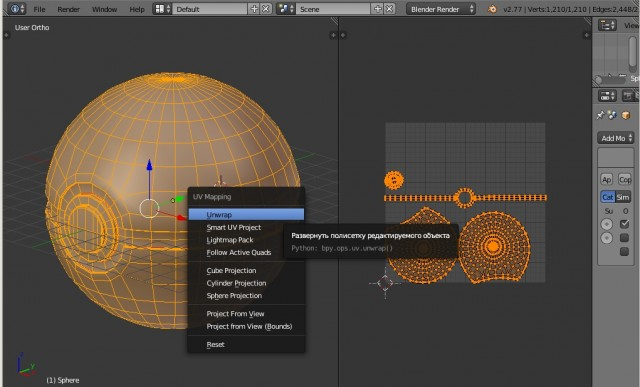 File Render Window Help Default Scene Blender Render v2.77 | Verts:1,210/1,210 | Edges:2,448/2,
User Ortho
View
Add Mo
UV Mapping
Ap Cop
Unwrap
Cat Sim
Smart UV Project
Su O
Lightmap Pack
Развернуть полисетку редактируемого объекта
Follow Active Quads
Python: bpy.ops.uv.unwrap()
Cube Projection
Cylinder Projection
Sphere Projection
Project From View
Project from View (Bounds)
Reset
(1) Sphere